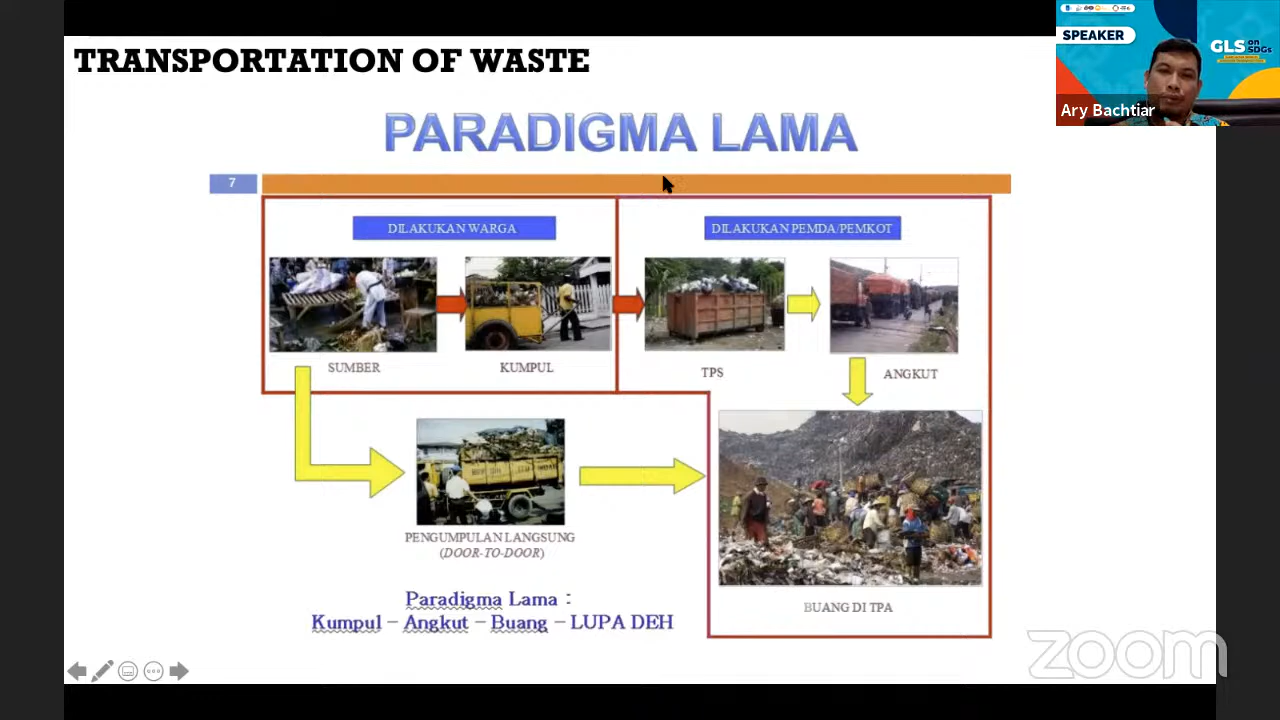 TRANSPORTATION OF WASTE
SPEAKER
GLS on SDGs
Ary Bachtiar
PARADIGMA LAMA
7
DILAKUKAN WARGA
DILAKUKAN PEMDA/PEMKOT
SUMBER
KUMPUL
TPS
ANGKUT
PENGUMPULAN LANGSUNG
(DOOR-TO-DOOR)
BUANG DI TPA
Paradigma Lama :
Kumpul – Angkut – Buang – LUPA DEH
zoom